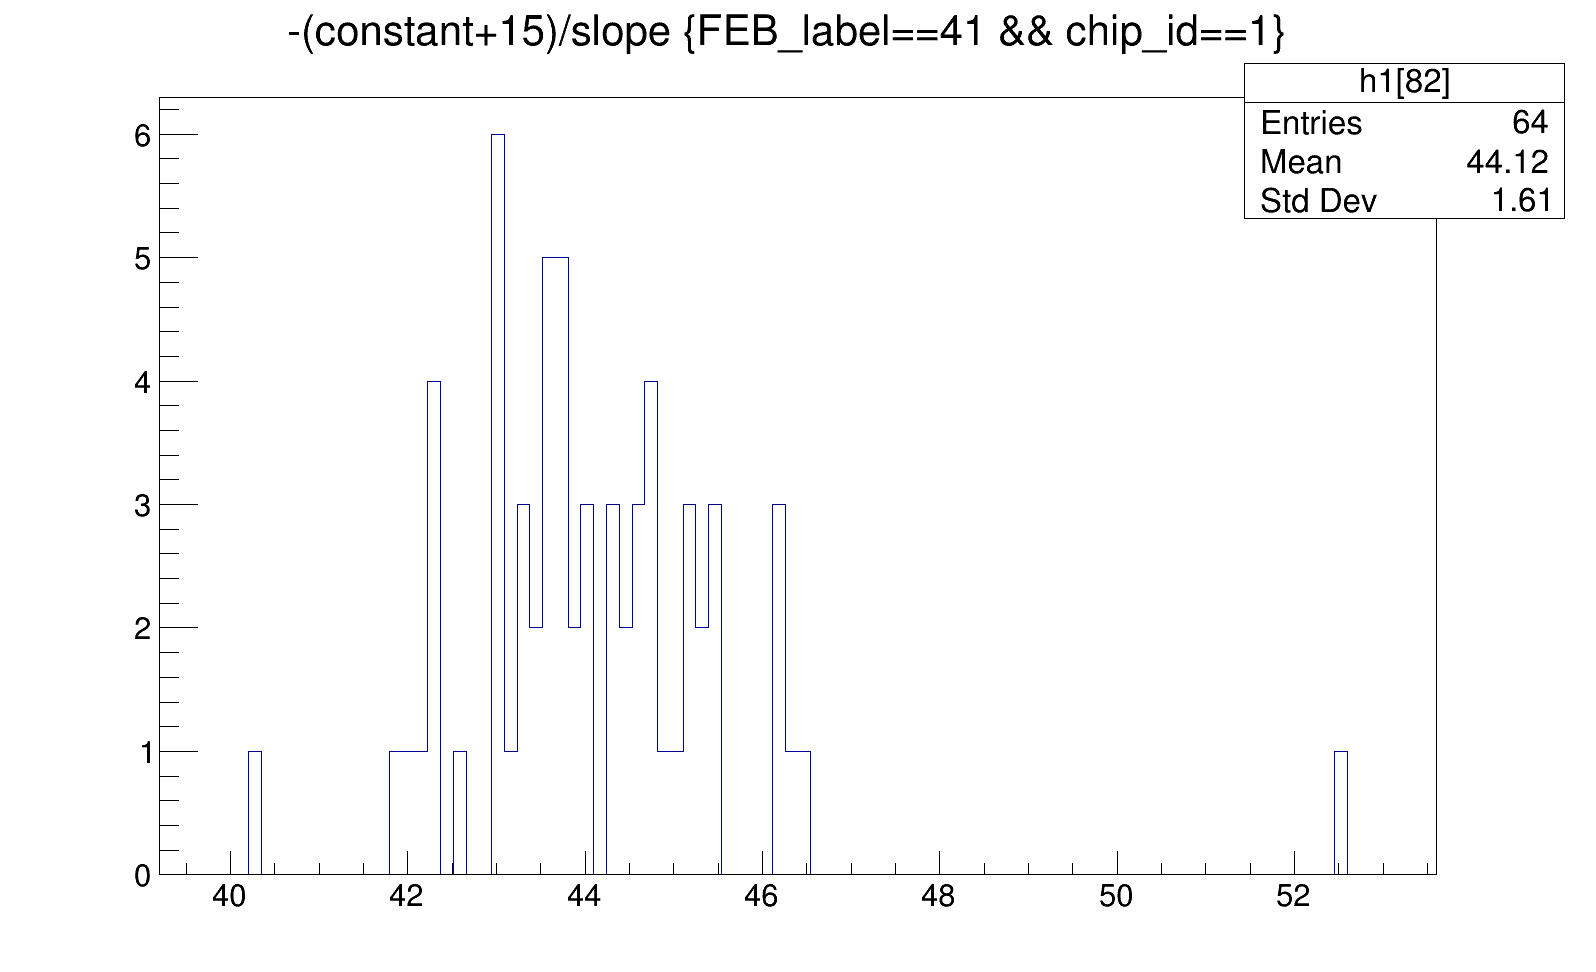 -(constant+15)/slope {FEB_label==41 && chip_id==1}
h1[82]
Entries 64
Mean 44.12
Std Dev 1.61
6
5
4
3
2
1
0
40 42 44 46 48 50 52